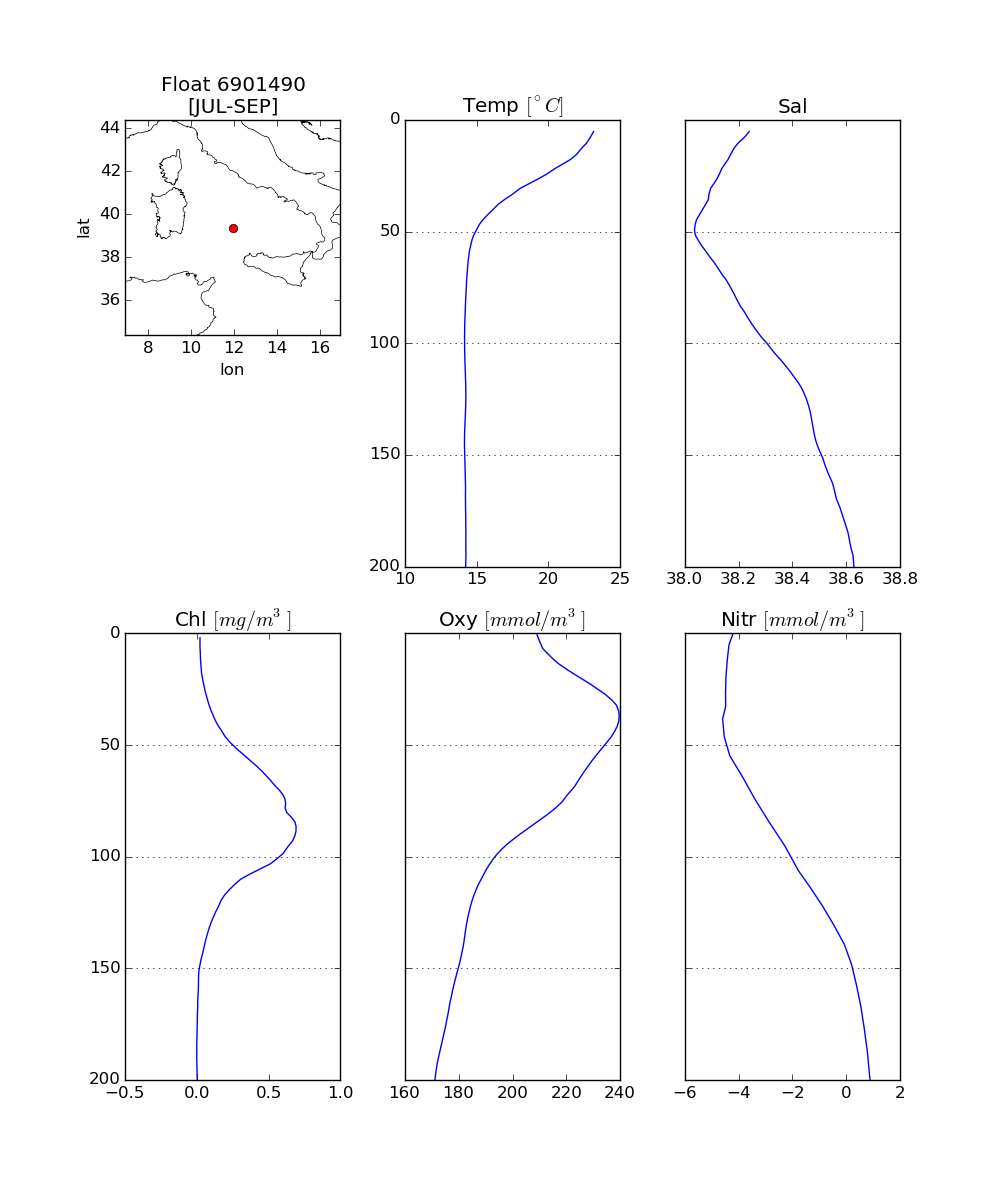 Float 6901490
[JUL-SEP]
44
42
40
38
36
lat
8 10 12 14 16
lon
Temp [°C]
0
50
100
150
200
10 15 20 25
Sal
38.0 38.2 38.4 38.6 38.8
Chl [mg/m³]
0
50
100
150
200
−0.5 0.0 0.5 1.0
Oxy [mmol/m³]
160 180 200 220 240
Nitr [mmol/m³]
−6 −4 −2 0 2